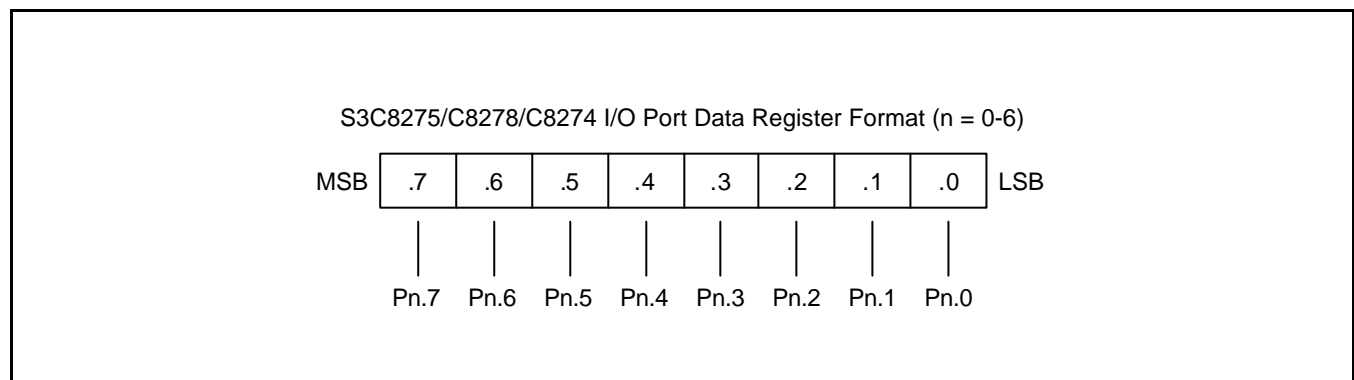 S3C8275/C8278/C8274 I/O Port Data Register Format (n = 0-6)
MSB .7 .6 .5 .4 .3 .2 .1 .0 LSB
Pn.7 Pn.6 Pn.5 Pn.4 Pn.3 Pn.2 Pn.1 Pn.0